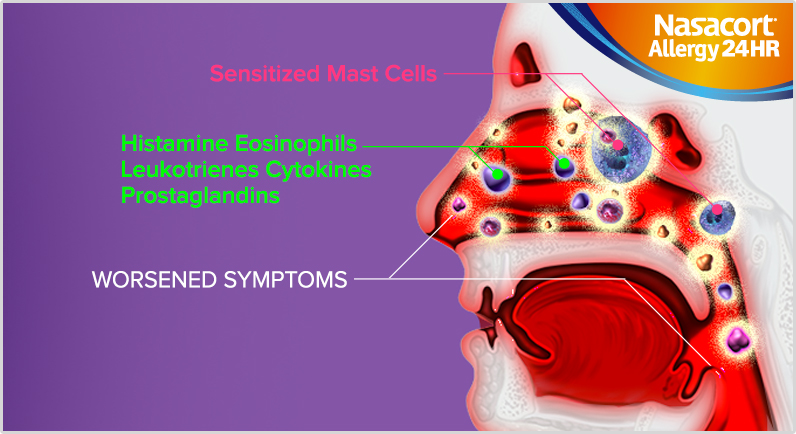 Nasacort®
Allergy 24HR
Sensitized Mast Cells
Histamine Eosinophils
Leukotrienes Cytokines
Prostaglandins
WORSENED SYMPTOMS